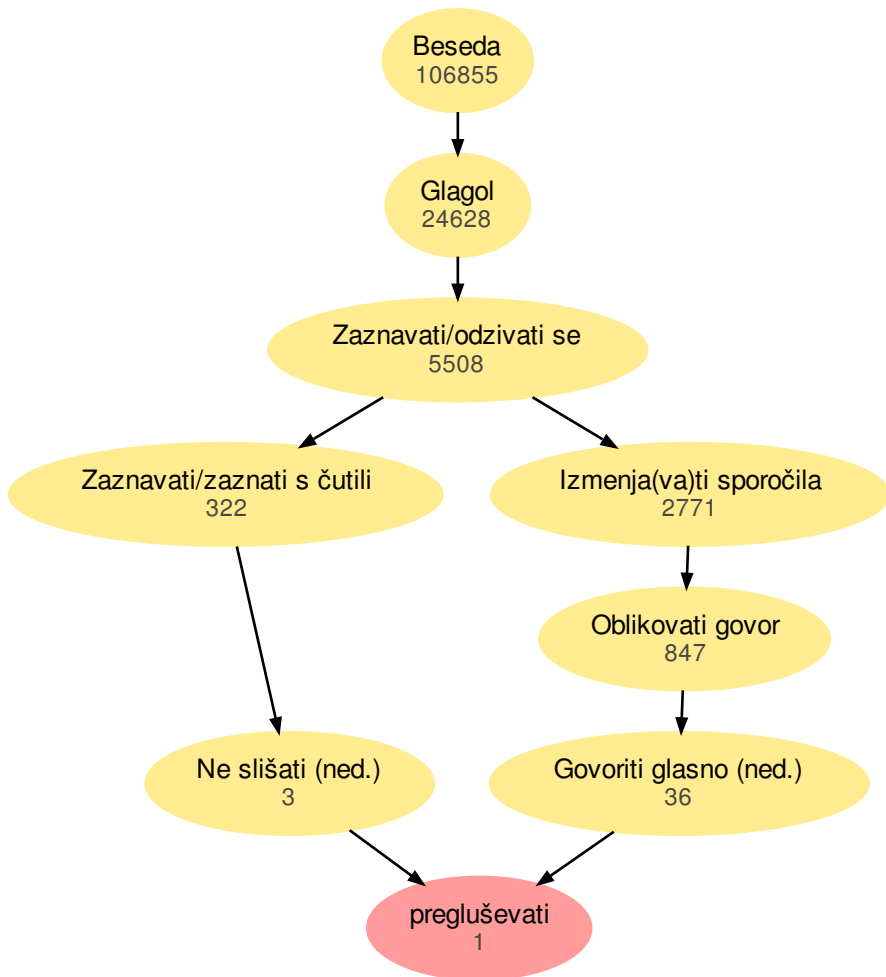 Beseda
106855
Glagol
24628
Zaznavati/odzivati se
5508
Zaznavati/zaznati s čutili
322
Izmenja(va)ti sporočila
2771
Oblikovati govor
847
Ne slišati (ned.)
3
Govoriti glasno (ned.)
36
pregluševati
1